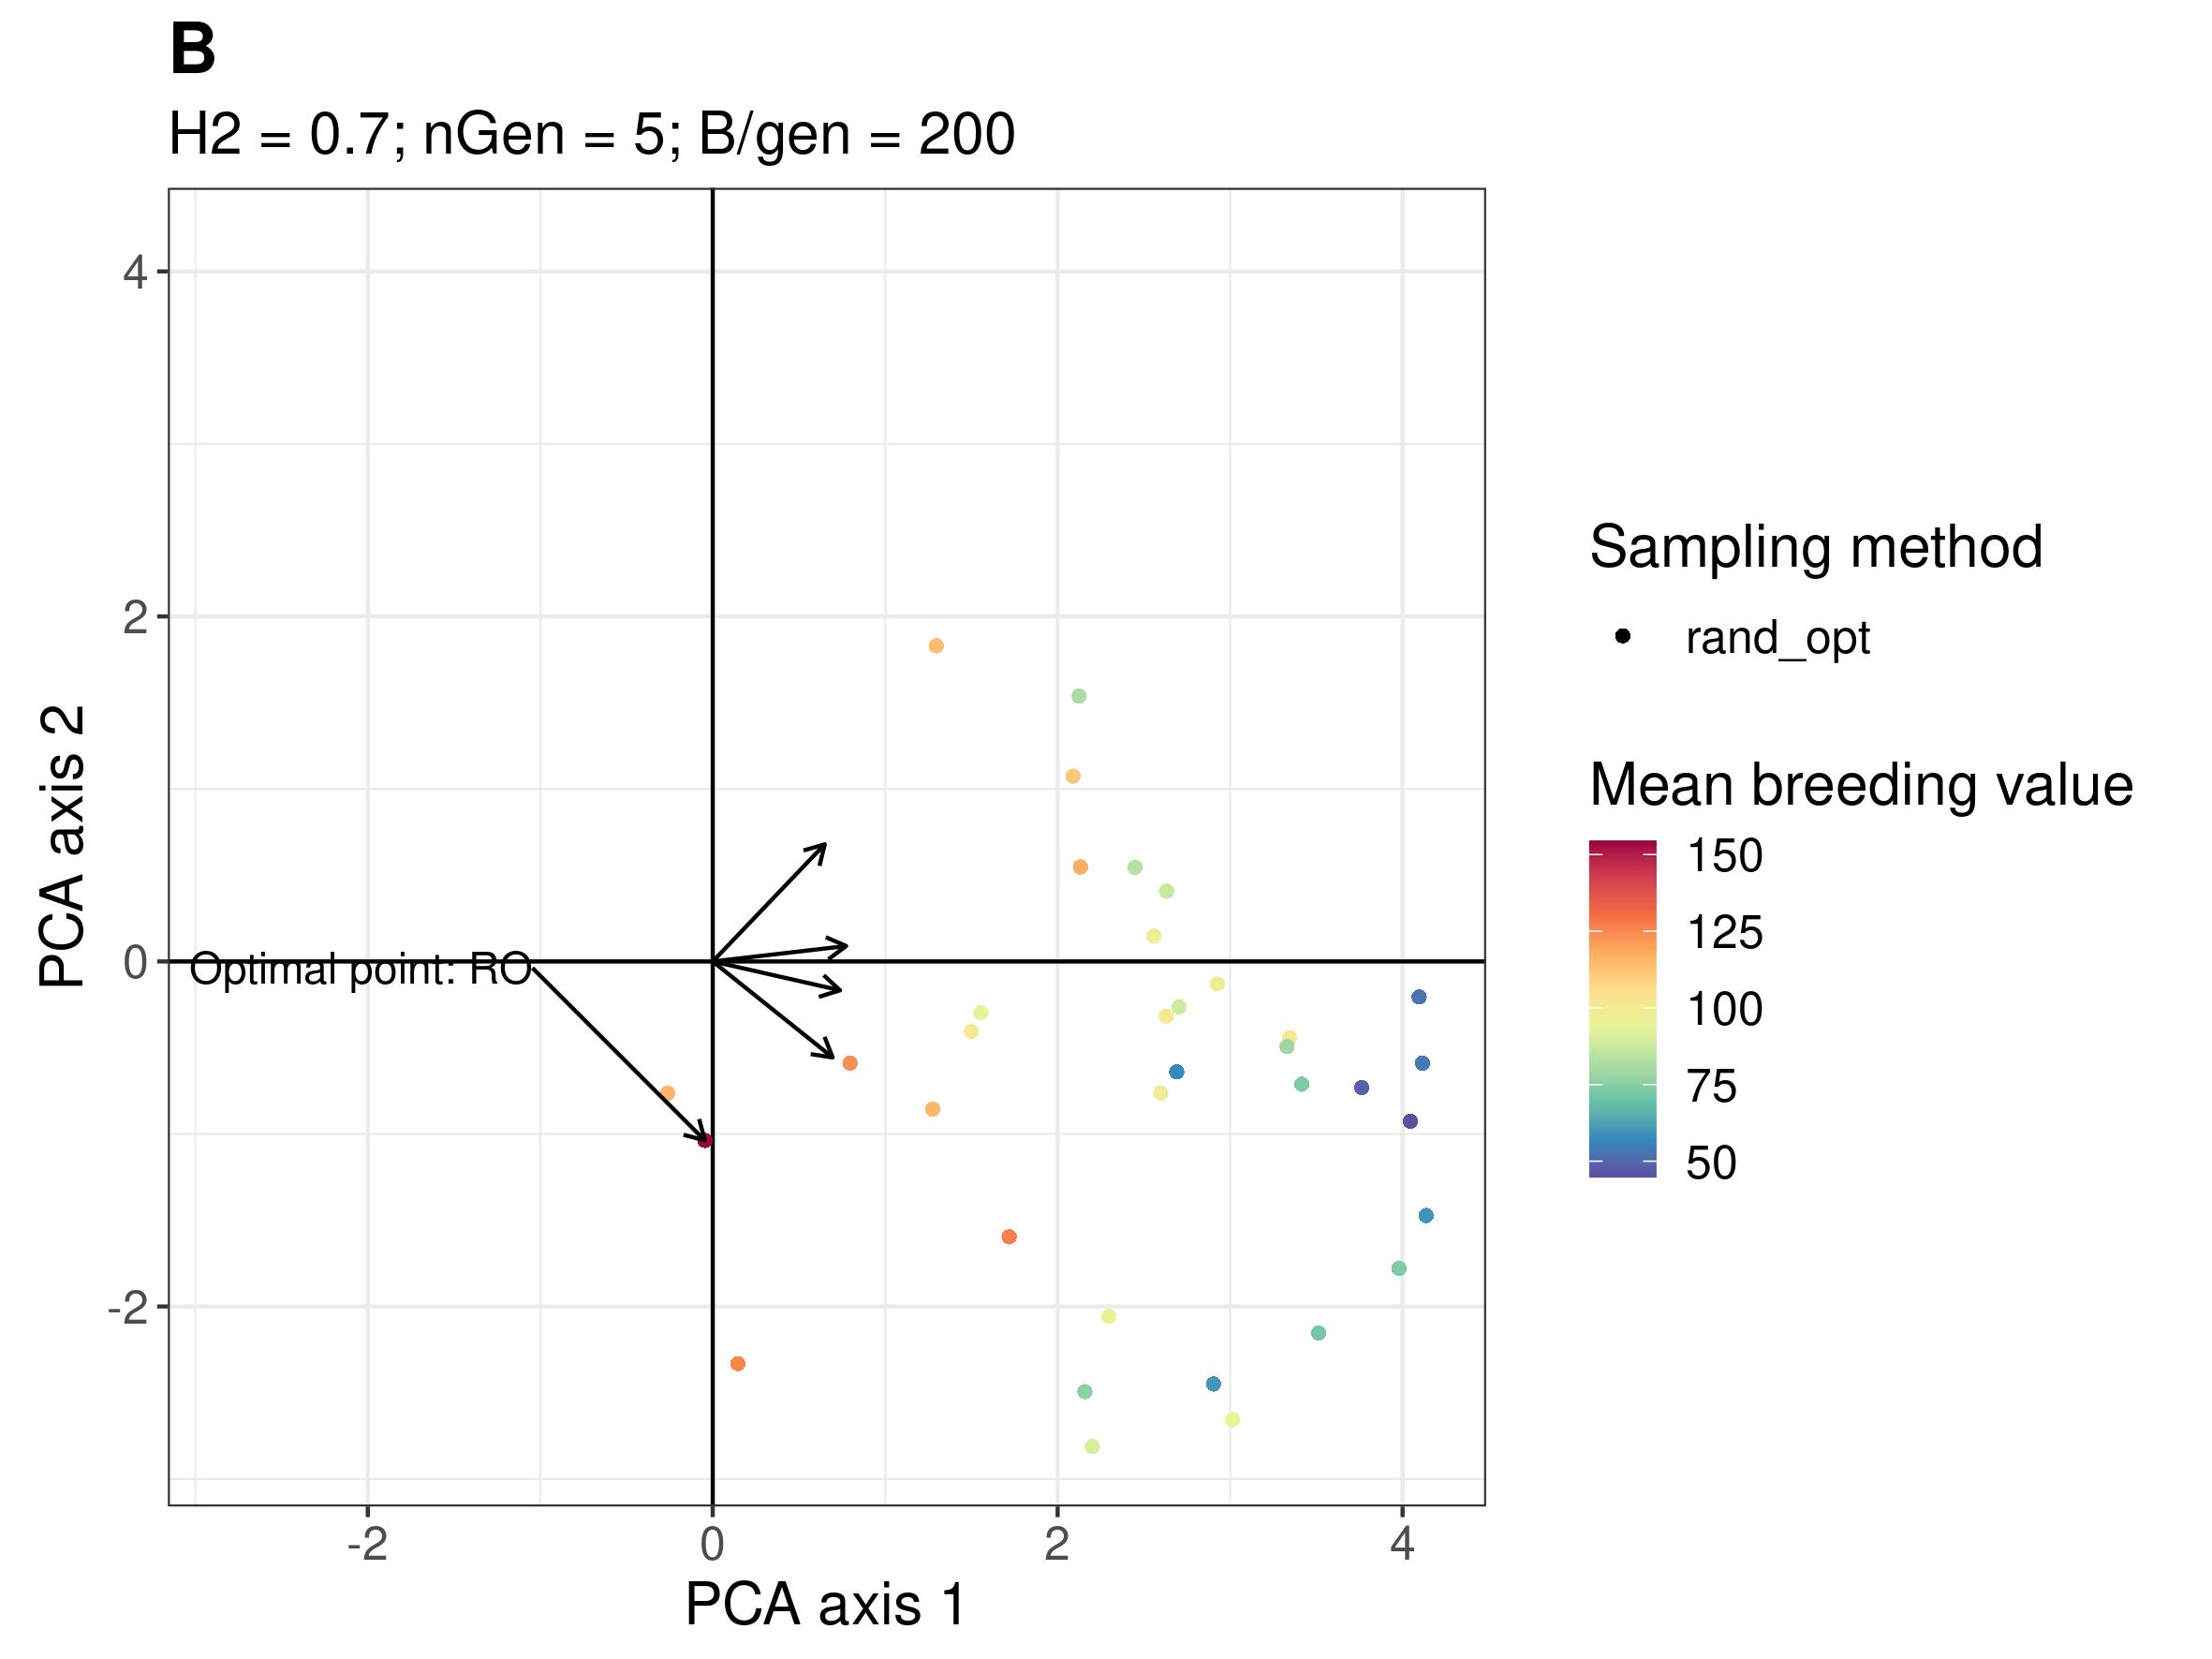 B
H2 = 0.7; nGen = 5; B/gen = 200
4
2
0
-2
PCA axis 2
Optimal point: RO
-2
0
2
4
PCA axis 1
Sampling method
rand_opt
Mean breeding value
150
125
100
75
50